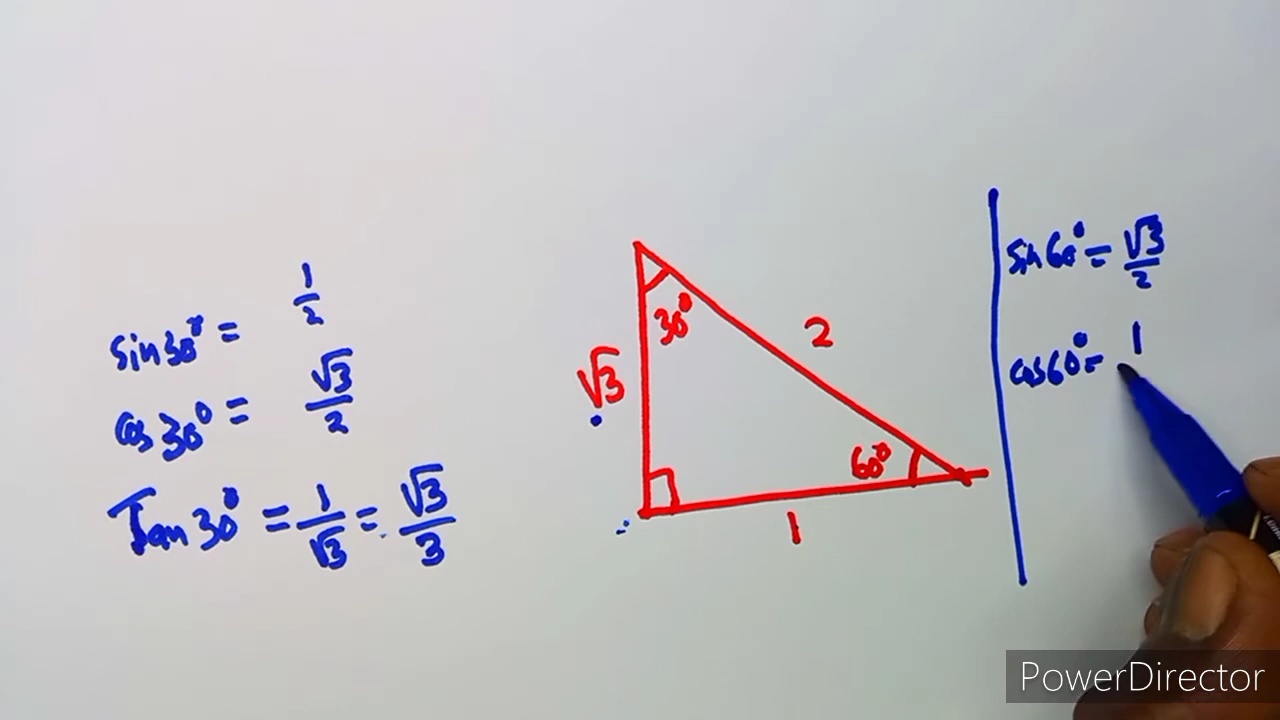 sin30° = 1/2
cos30° = √3/2
Tan30° = 1/√3 = √3/3
30°
2
√3
60°
1
sin60° = √3/2
cos60° = 1
PowerDirector